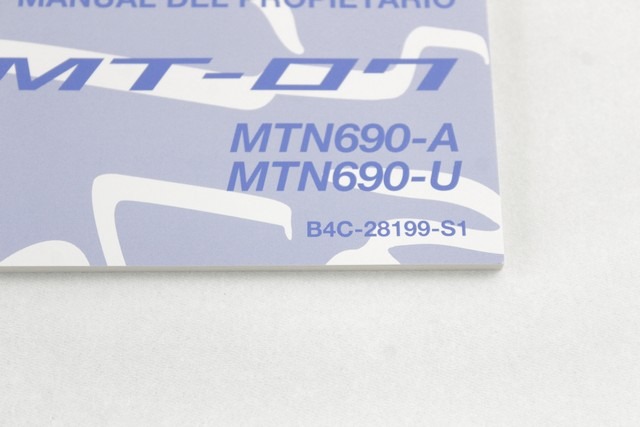 MANUAL DEL PROPIETARIO
MT-07
MTN690-A
MTN690-U
B4C-28199-S1